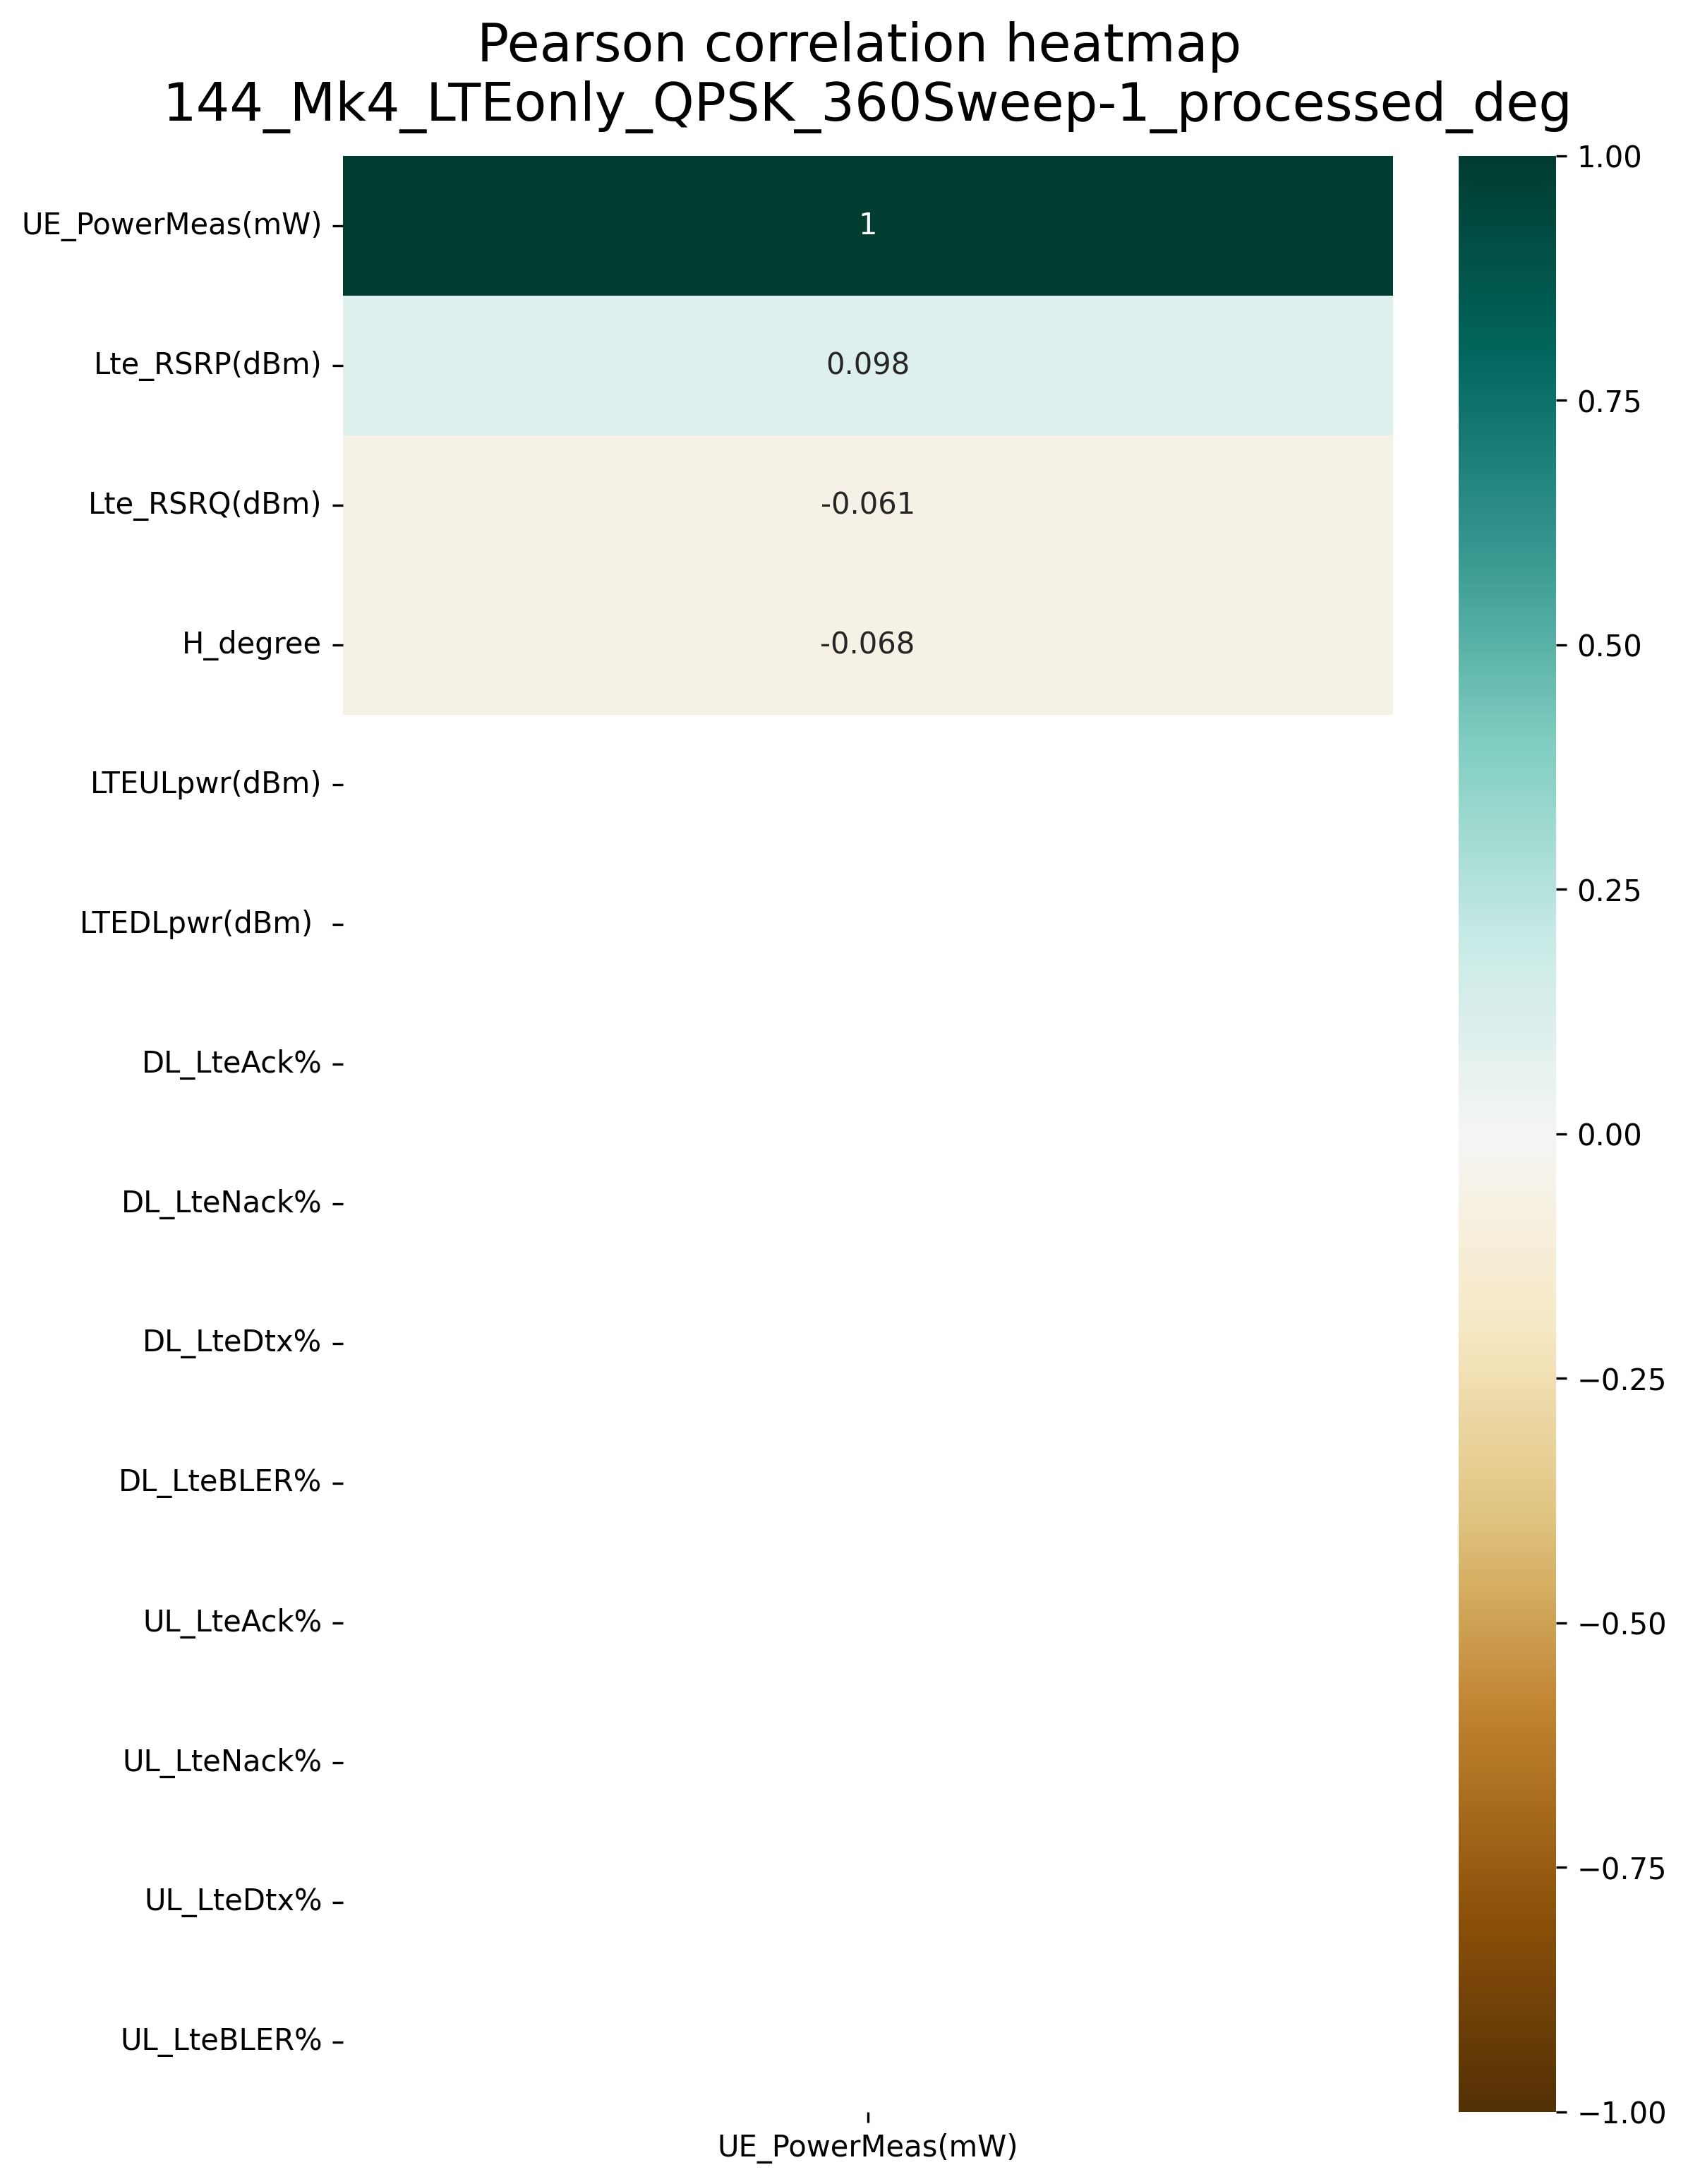 Pearson correlation heatmap
144_Mk4_LTEonly_QPSK_360Sweep-1_processed_deg
UE_PowerMeas(mW)
1
Lte_RSRP(dBm)
0.098
Lte_RSRQ(dBm)
-0.061
H_degree
-0.068
LTEULpwr(dBm)
LTEDLpwr(dBm)
DL_LteAck%
DL_LteNack%
DL_LteDtx%
DL_LteBLER%
UL_LteAck%
UL_LteNack%
UL_LteDtx%
UL_LteBLER%
UE_PowerMeas(mW)
1.00
0.75
0.50
0.25
0.00
−0.25
−0.50
−0.75
−1.00